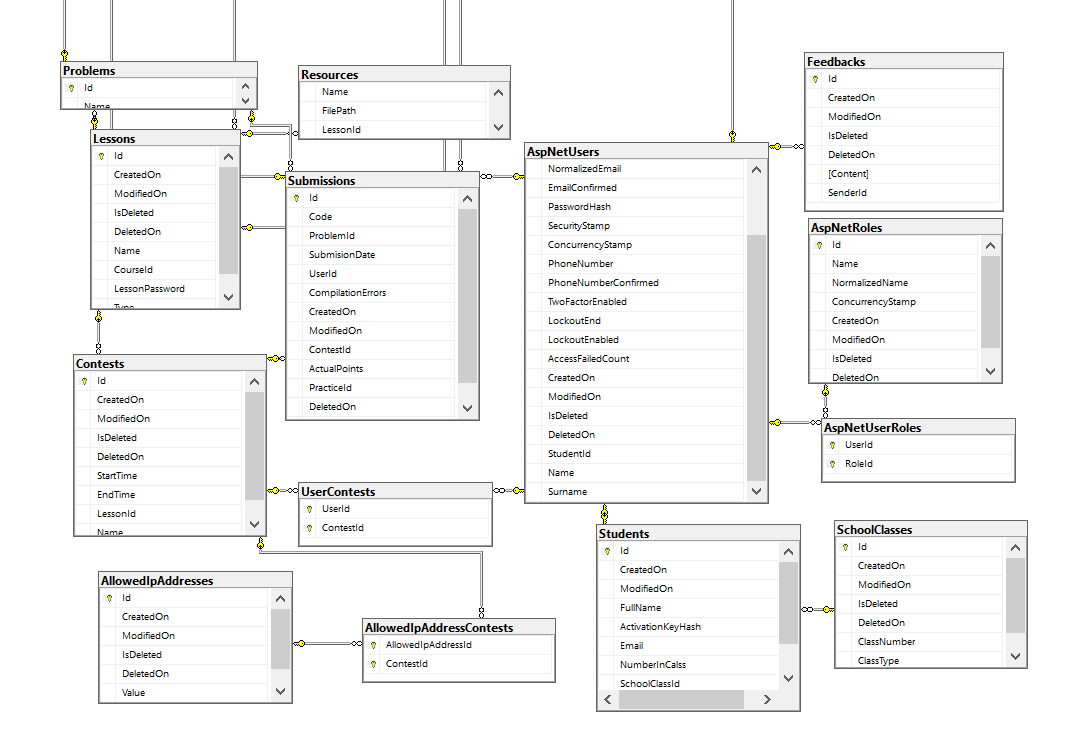 Problems
Id
Name
Resources
Name
FilePath
LessonId
Lessons
Id
CreatedOn
ModifiedOn
IsDeleted
DeletedOn
Name
CourseId
LessonPassword
Type
Submissions
Id
Code
ProblemId
SubmisionDate
UserId
CompilationErrors
CreatedOn
ModifiedOn
ContestId
ActualPoints
PracticeId
DeletedOn
AspNetUsers
NormalizedEmail
EmailConfirmed
PasswordHash
SecurityStamp
ConcurrencyStamp
PhoneNumber
PhoneNumberConfirmed
TwoFactorEnabled
LockoutEnd
LockoutEnabled
AccessFailedCount
CreatedOn
ModifiedOn
IsDeleted
DeletedOn
StudentId
Name
Surname
Feedbacks
Id
CreatedOn
ModifiedOn
IsDeleted
DeletedOn
[Content]
SenderId
AspNetRoles
Id
Name
NormalizedName
ConcurrencyStamp
CreatedOn
ModifiedOn
IsDeleted
DeletedOn
AspNetUserRoles
UserId
RoleId
Contests
Id
CreatedOn
ModifiedOn
IsDeleted
DeletedOn
StartTime
EndTime
LessonId
Name
UserContests
UserId
ContestId
Students
Id
CreatedOn
ModifiedOn
FullName
ActivationKeyHash
Email
NumberInCalss
SchoolClassId
SchoolClasses
Id
CreatedOn
ModifiedOn
IsDeleted
DeletedOn
ClassNumber
ClassType
AllowedIpAddresses
Id
CreatedOn
ModifiedOn
IsDeleted
DeletedOn
Value
AllowedIpAddressContests
AllowedIpAddressId
ContestId